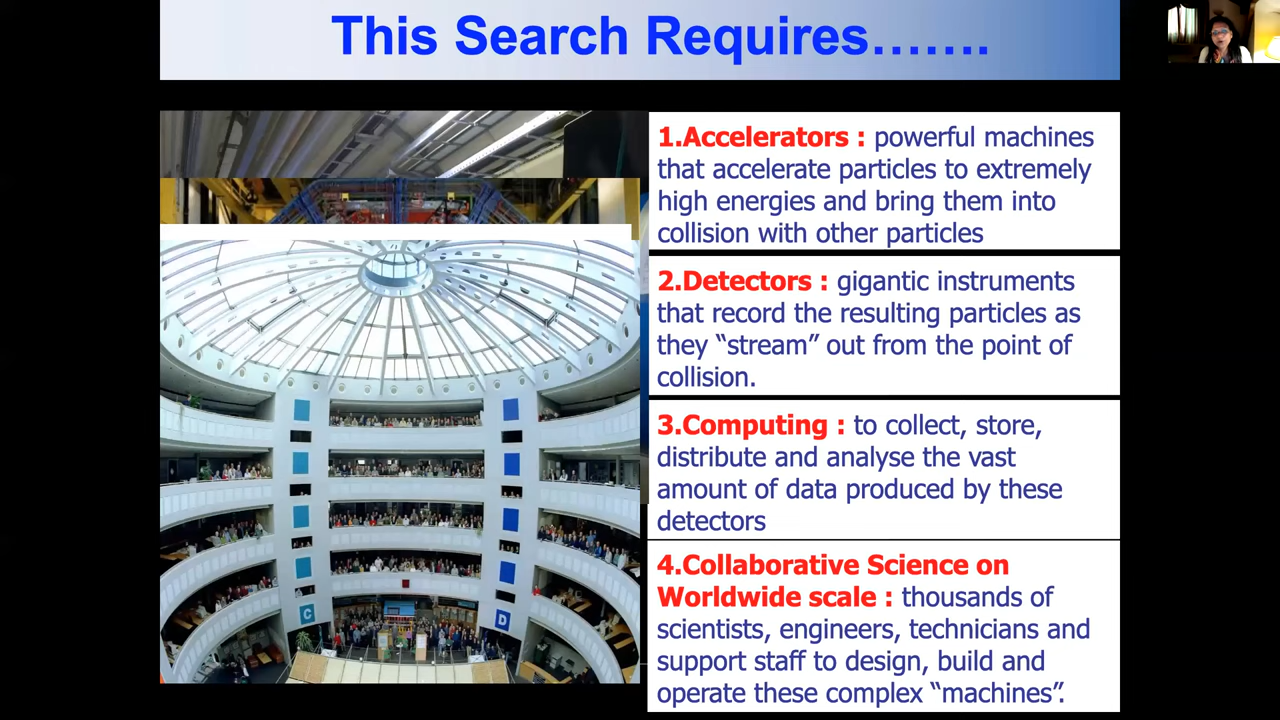 This Search Requires.......
1.Accelerators : powerful machines
that accelerate particles to extremely
high energies and bring them into
collision with other particles
2.Detectors : gigantic instruments
that record the resulting particles as
they “stream” out from the point of
collision.
3.Computing : to collect, store,
distribute and analyse the vast
amount of data produced by these
detectors
4.Collaborative Science on
Worldwide scale : thousands of
scientists, engineers, technicians and
support staff to design, build and
operate these complex “machines”.
C
D